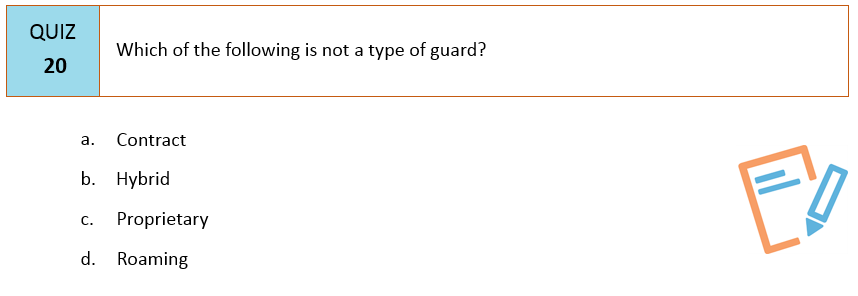 QUIZ
20
Which of the following is not a type of guard?
a. Contract
b. Hybrid
c. Proprietary
d. Roaming